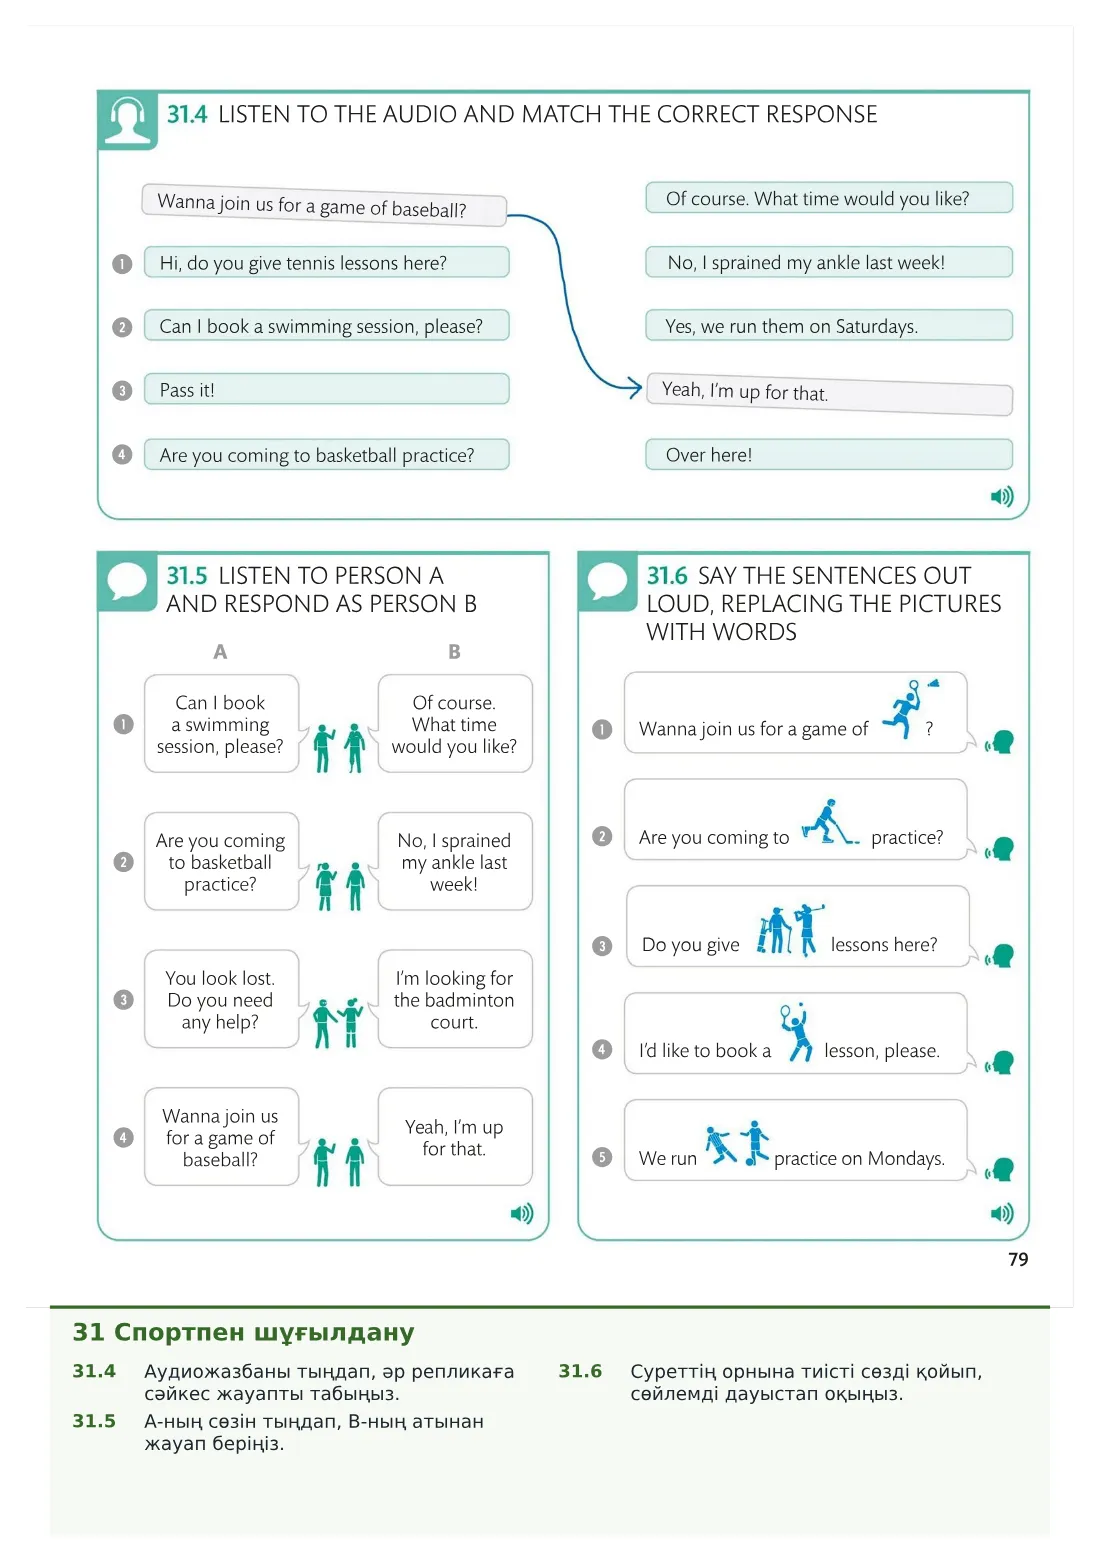 31.4 LISTEN TO THE AUDIO AND MATCH THE CORRECT RESPONSE
Wanna join us for a game of baseball?
1 Hi, do you give tennis lessons here?
2 Can I book a swimming session, please?
3 Pass it!
4 Are you coming to basketball practice?
Of course. What time would you like?
No, I sprained my ankle last week!
Yes, we run them on Saturdays.
Yeah, I'm up for that.
Over here!
31.5 LISTEN TO PERSON A
AND RESPOND AS PERSON B
A
B
1
Can I book
a swimming
session, please?
Of course.
What time
would you like?
2
Are you coming
to basketball
practice?
No, I sprained
my ankle last
week!
3
You look lost.
Do you need
any help?
I'm looking for
the badminton
court.
4
Wanna join us
for a game of
baseball?
Yeah, I'm up
for that.
31.6 SAY THE SENTENCES OUT
LOUD, REPLACING THE PICTURES
WITH WORDS
1 Wanna join us for a game of ?
2 Are you coming to practice?
3 Do you give lessons here?
4 I'd like to book a lesson, please.
5 We run practice on Mondays.
79
31 Спортпен шұғылдану
31.4 Аудиожазбаны тыңдап, әр репликаға
сәйкес жауапты табыңыз.
31.5 А-ның сөзін тыңдап, В-ның атынан
жауап беріңіз.
31.6 Суреттің орнына тиісті сөзді қойып,
сөйлемді дауыстап оқыңыз.